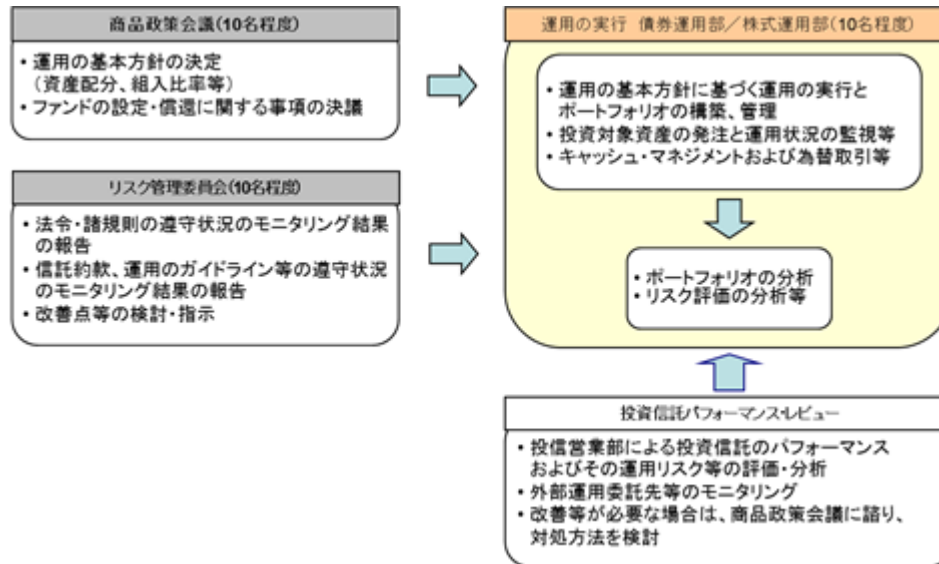 商品政策会議(10名程度)
・運用の基本方針の決定
(資産配分、組入比率等)
・ファンドの設定・償還に関する事項の決議
リスク管理委員会(10名程度)
・法令・諸規則の遵守状況のモニタリング結果
の報告
・信託約款、運用のガイドライン等の遵守状況
のモニタリング結果の報告
・改善点等の検討・指示
運用の実行 債券運用部/株式運用部(10名程度)
・運用の基本方針に基づく運用の実行と
ポートフォリオの構築、管理
・投資対象資産の発注と運用状況の監視等
・キャッシュ・マネジメントおよび為替取引等
・ポートフォリオの分析
・リスク評価の分析等
投資信託パフォーマンス・レビュー
・投信営業部による投資信託のパフォーマンス
およびその運用リスク等の評価・分析
・外部運用委託先等のモニタリング
・改善等が必要な場合は、商品政策会議に諮り、
対処方法を検討